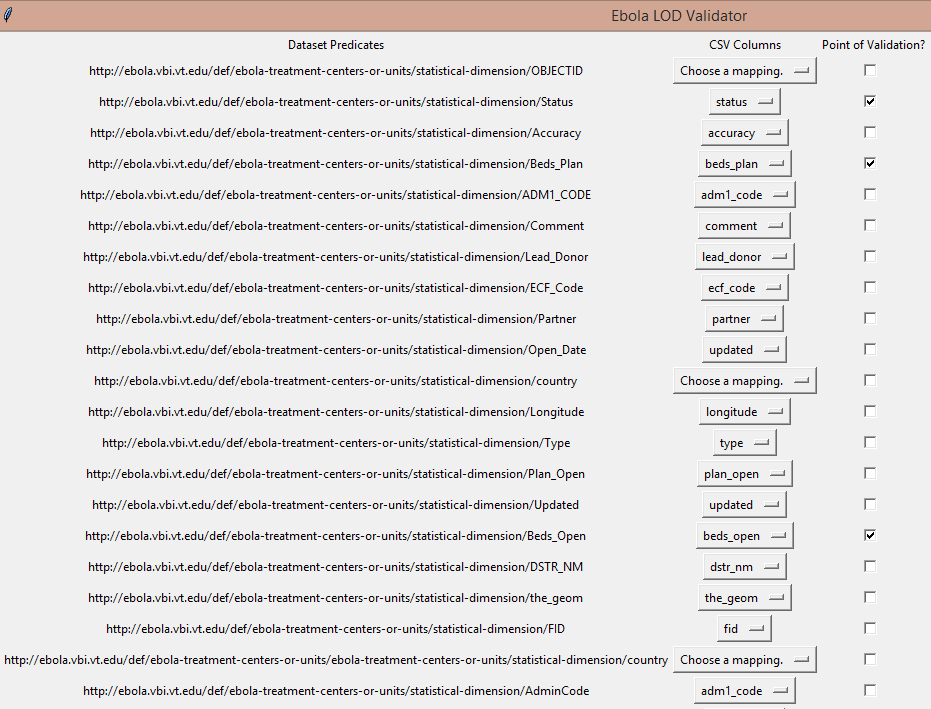 Ebola LOD Validator
Dataset Predicates CSV Columns Point of Validation?
http://ebola.vbi.vt.edu/def/ebola-treatment-centers-or-units/statistic-dimension/OBJECTID Choose a mapping.
http://ebola.vbi.vt.edu/def/ebola-treatment-centers-or-units/statistical-dimension/Status status
http://ebola.vbi.vt.edu/def/ebola-treatment-centers-or-units/statistical-dimension/Accuracy accuracy
http://ebola.vbi.vt.edu/def/ebola-treatment-centers-or-units/statistical-dimension/Beds_Plan beds_plan
http://ebola.vbi.vt.edu/def/ebola-treatment-centers-or-units/statistical-dimension/ADM1_CODE adm1_code
http://ebola.vbi.vt.edu/def/ebola-treatment-centers-or-units/statistical-dimension/Comment comment
http://ebola.vbi.vt.edu/def/ebola-treatment-centers-or-units/statistical-dimension/Lead_Donor lead_donor
http://ebola.vbi.vt.edu/def/ebola-treatment-centers-or-units/statistical-dimension/ECF_Code ecf_code
http://ebola.vbi.vt.edu/def/ebola-treatment-centers-or-units/statistical-dimension/Partner partner
http://ebola.vbi.vt.edu/def/ebola-treatment-centers-or-units/statistical-dimension/Open_Date updated
http://ebola.vbi.vt.edu/def/ebola-treatment-centers-or-units/statistical-dimension/country Choose a mapping.
http://ebola.vbi.vt.edu/def/ebola-treatment-centers-or-units/statistical-dimension/Longitude longitude
http://ebola.vbi.vt.edu/def/ebola-treatment-centers-or-units/statistical-dimension/Type type
http://ebola.vbi.vt.edu/def/ebola-treatment-centers-or-units/statistical-dimension/Plan_Open plan_open
http://ebola.vbi.vt.edu/def/ebola-treatment-centers-or-units/statistical-dimension/Updated updated
http://ebola.vbi.vt.edu/def/ebola-treatment-centers-or-units/statistical-dimension/Beds_Open beds_open
http://ebola.vbi.vt.edu/def/ebola-treatment-centers-or-units/statistical-dimension/DSTR_NM dstr_nm
http://ebola.vbi.vt.edu/def/ebola-treatment-centers-or-units/statistical-dimension/the_geom the_geom
http://ebola.vbi.vt.edu/def/ebola-treatment-centers-or-units/statistical-dimension/FID fid
http://ebola.vbi.vt.edu/def/ebola-treatment-centers-or-units/ebola-treatment-centers-or-units/statistical-dimension/country Choose a mapping.
http://ebola.vbi.vt.edu/def/ebola-treatment-centers-or-units/statistical-dimension/AdminCode adm1_code